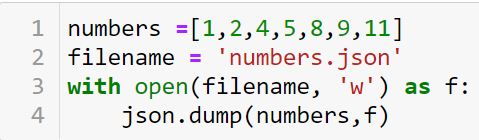 1 numbers =[1,2,4,5,8,9,11]
2 filename = 'numbers.json'
3 with open(filename, 'w') as f:
4     json.dump(numbers,f)